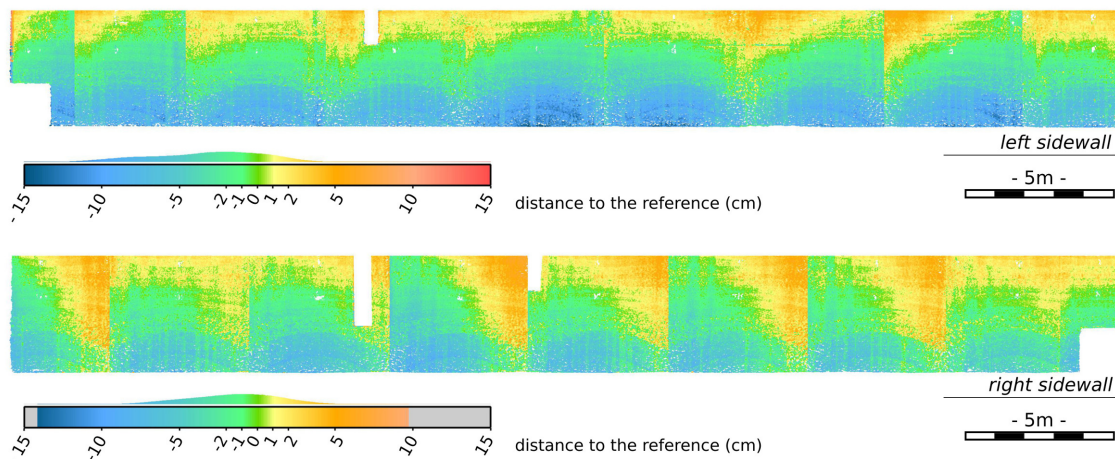 left sidewall
- 5m -
-15 -10 -5 -2 -1 0 1 2 5 10 15
distance to the reference (cm)
right sidewall
- 5m -
-15 -10 -5 -2 -1 0 1 2 5 10 15
distance to the reference (cm)